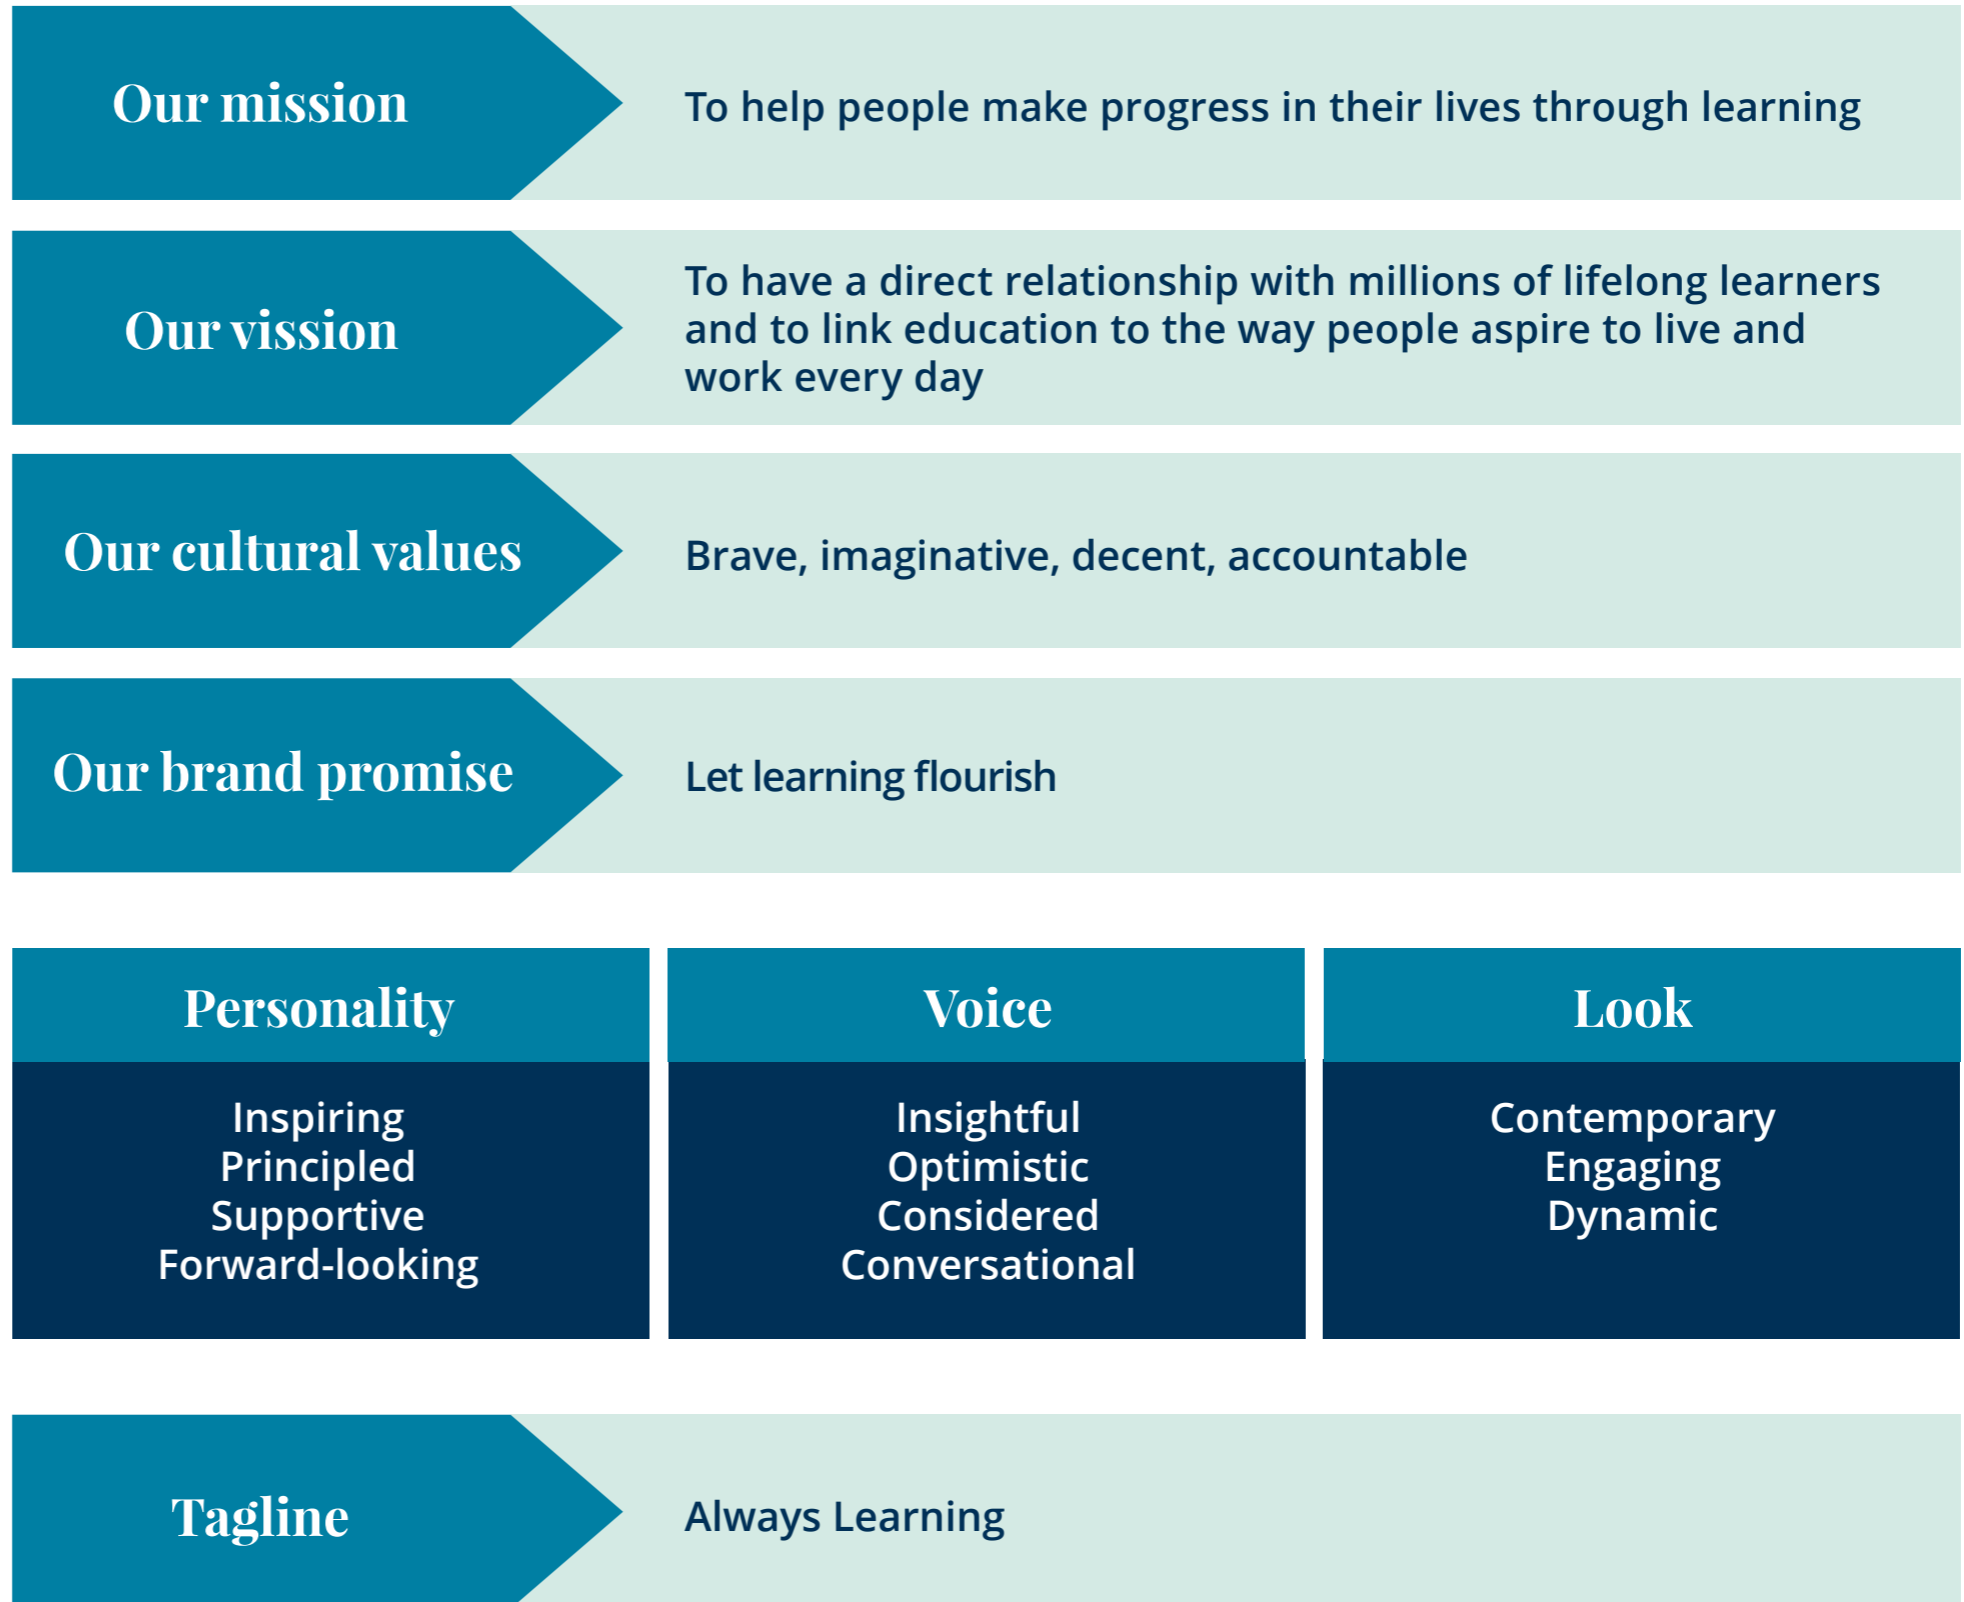 Our mission
To help people make progress in their lives through learning
Our vission
To have a direct relationship with millions of lifelong learners
and to link education to the way people aspire to live and
work every day
Our cultural values
Brave, imaginative, decent, accountable
Our brand promise
Let learning flourish
Personality
Inspiring
Principled
Supportive
Forward-looking
Voice
Insightful
Optimistic
Considered
Conversational
Look
Contemporary
Engaging
Dynamic
Tagline
Always Learning